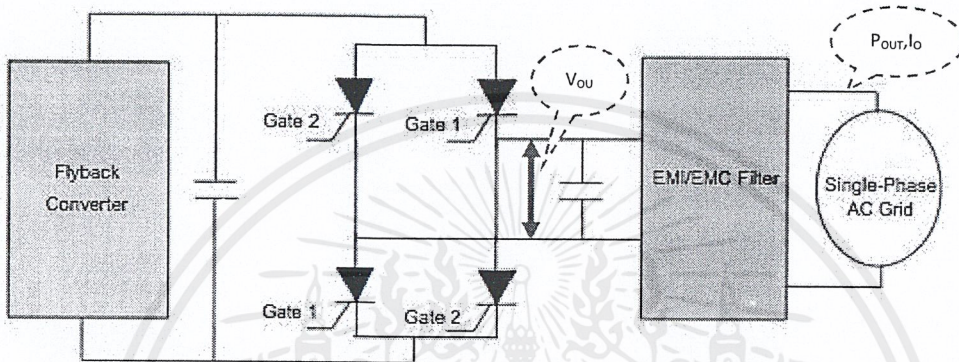 P_OUT,I_O
V_OU
Gate 2
Gate 1
Flyback
Converter
EMI/EMC Filter
Single-Phase
AC Grid
Gate 1
Gate 2